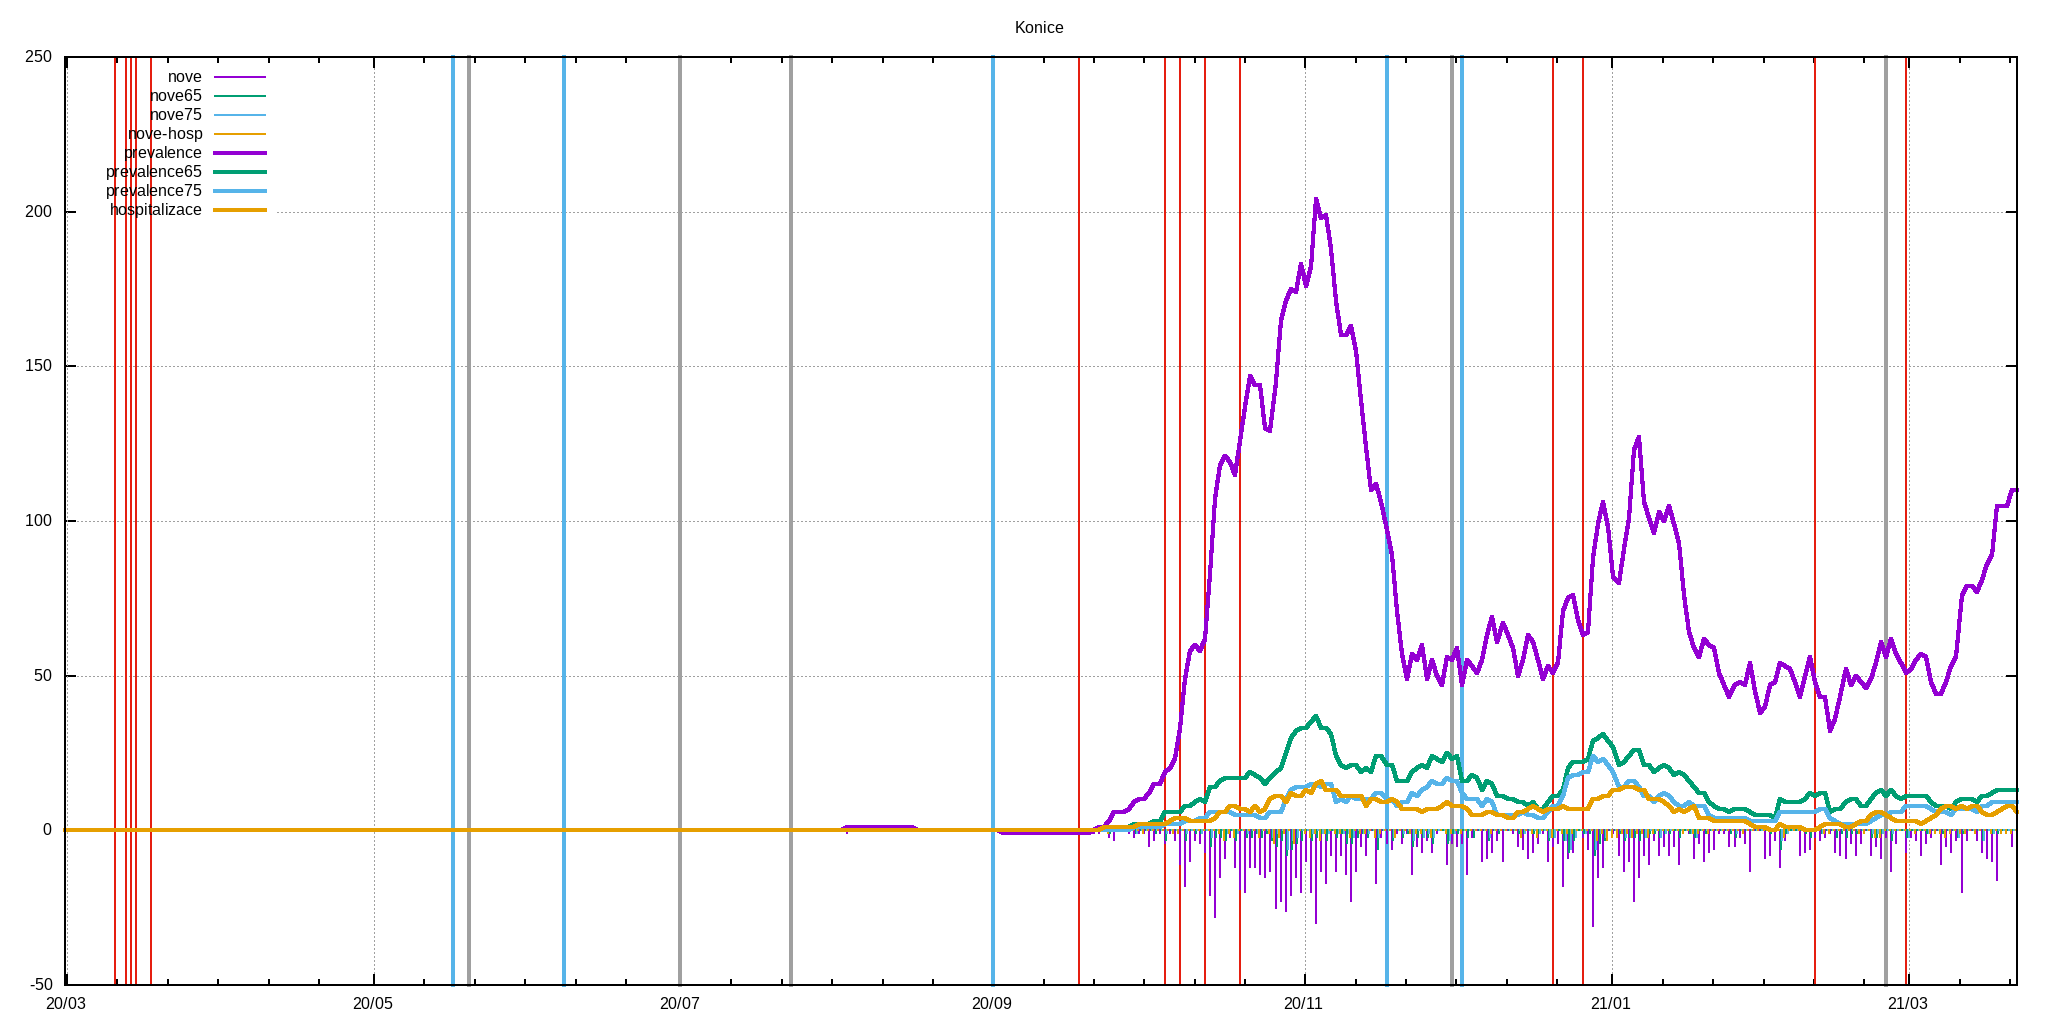 Konice
250
200
150
100
50
0
-50
nove
nove65
nove75
nove-hosp
prevalence
prevalence65
prevalence75
hospitalizace
20/03
20/05
20/07
20/09
20/11
21/01
21/03